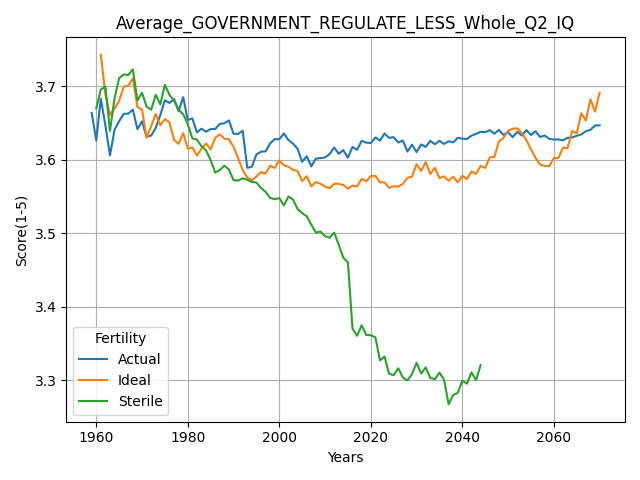 Average_GOVERNMENT_REGULATE_LESS_Whole_Q2_IQ
3.7
3.6
3.5
3.4
3.3
Score(1-5)
Fertility
Actual
Ideal
Sterile
1960 1980 2000 2020 2040 2060
Years